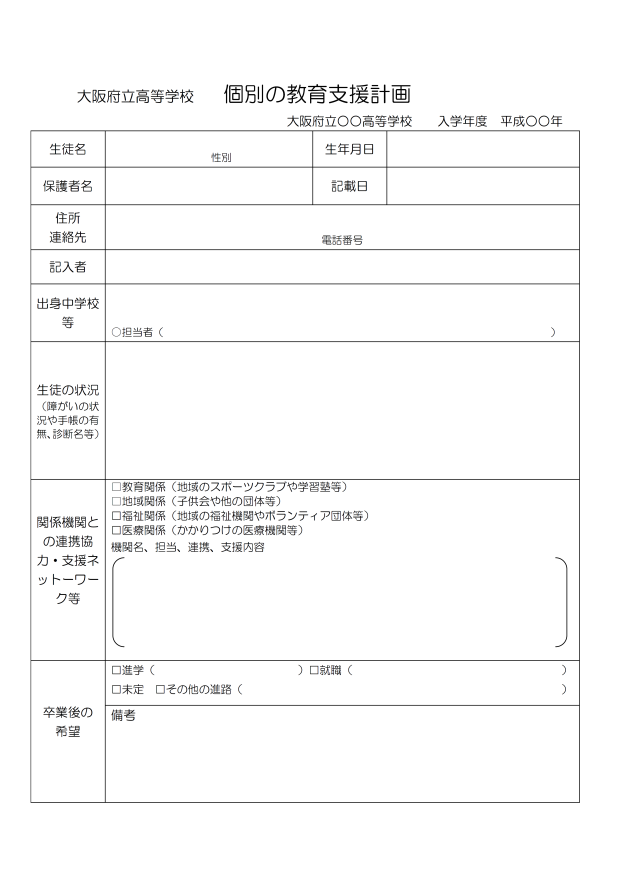 大阪府立高等学校　個別の教育支援計画
大阪府立〇〇高等学校　入学年度　平成〇〇年
生徒名　性別　生年月日
保護者名　記載日
住所
連絡先　電話番号
記入者
出身中学校
等
○担当者（　）
生徒の状況
（障がいの状
況や手帳の有
無、診断名等）
□教育関係（地域のスポーツクラブや学習塾等）
□地域関係（子供会や他の団体等）
□福祉関係（地域の福祉機関やボランティア団体等）
□医療関係（かかりつけの医療機関等）
機関名、担当、連携、支援内容
関係機関と
の連携協
力・支援ネ
ットーワー
ク等
□進学（　）□就職（　）
□未定　□その他の進路（　）
卒業後の
希望
備考